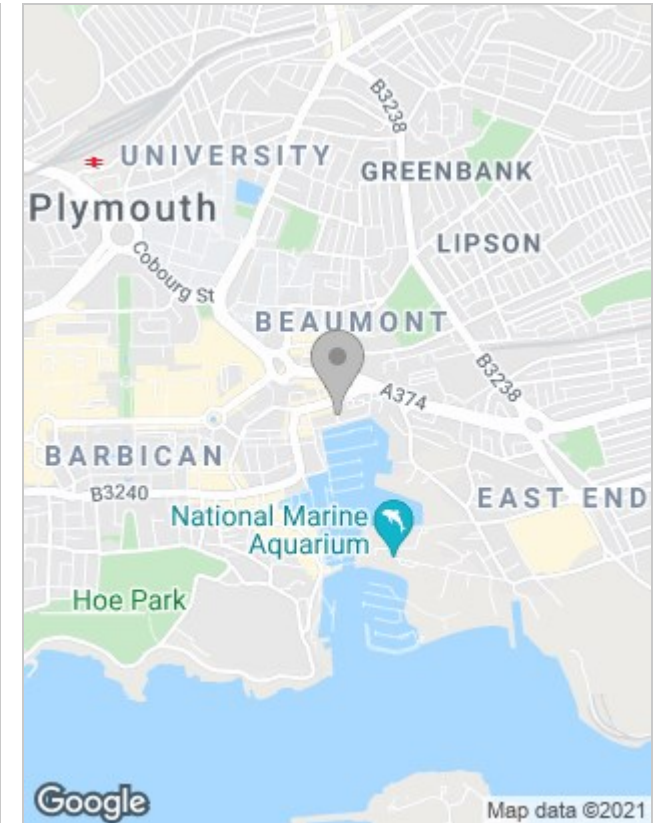 B3238
UNIVERSITY
GREENBANK
Plymouth
LIPSON
Cobourg St
BEAUMONT
B3238
A374
BARBICAN
B3240
EAST END
National Marine
Aquarium
Hoe Park
Google
Map data ©2021